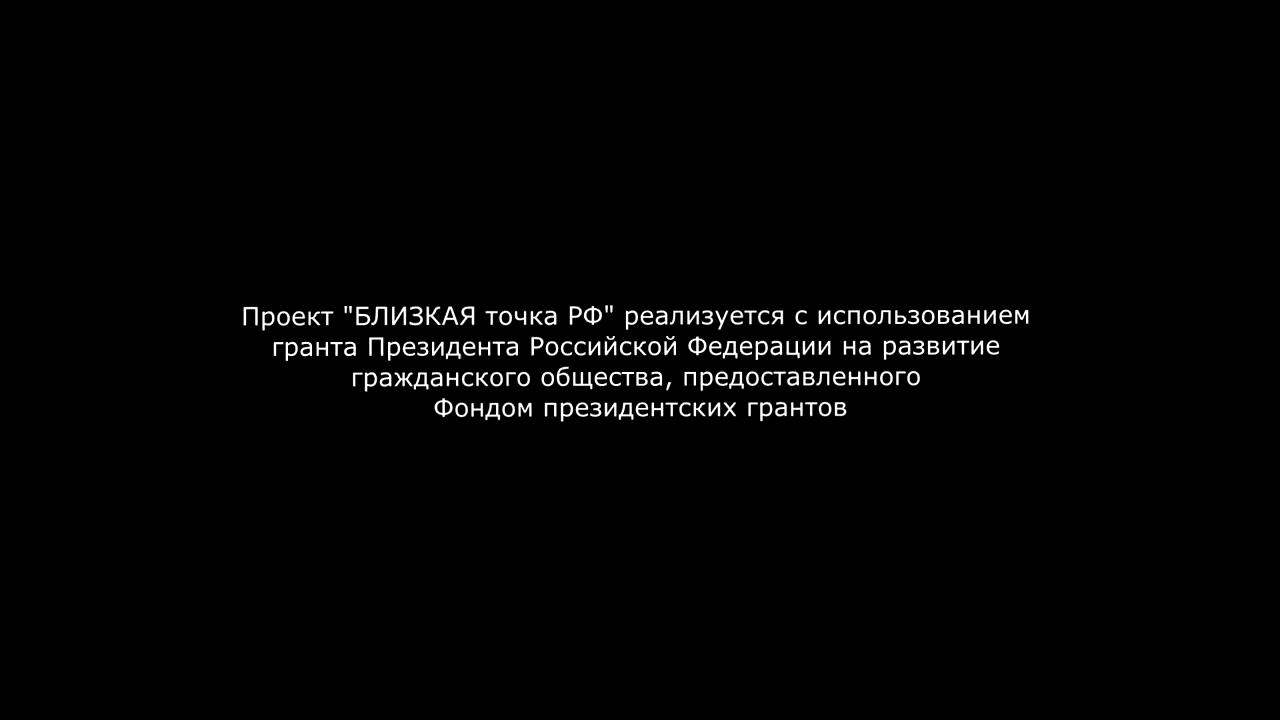 Проект "БЛИЗКАЯ точка РФ" реализуется с использованием
гранта Президента Российской Федерации на развитие
гражданского общества, предоставленного
Фондом президентских грантов